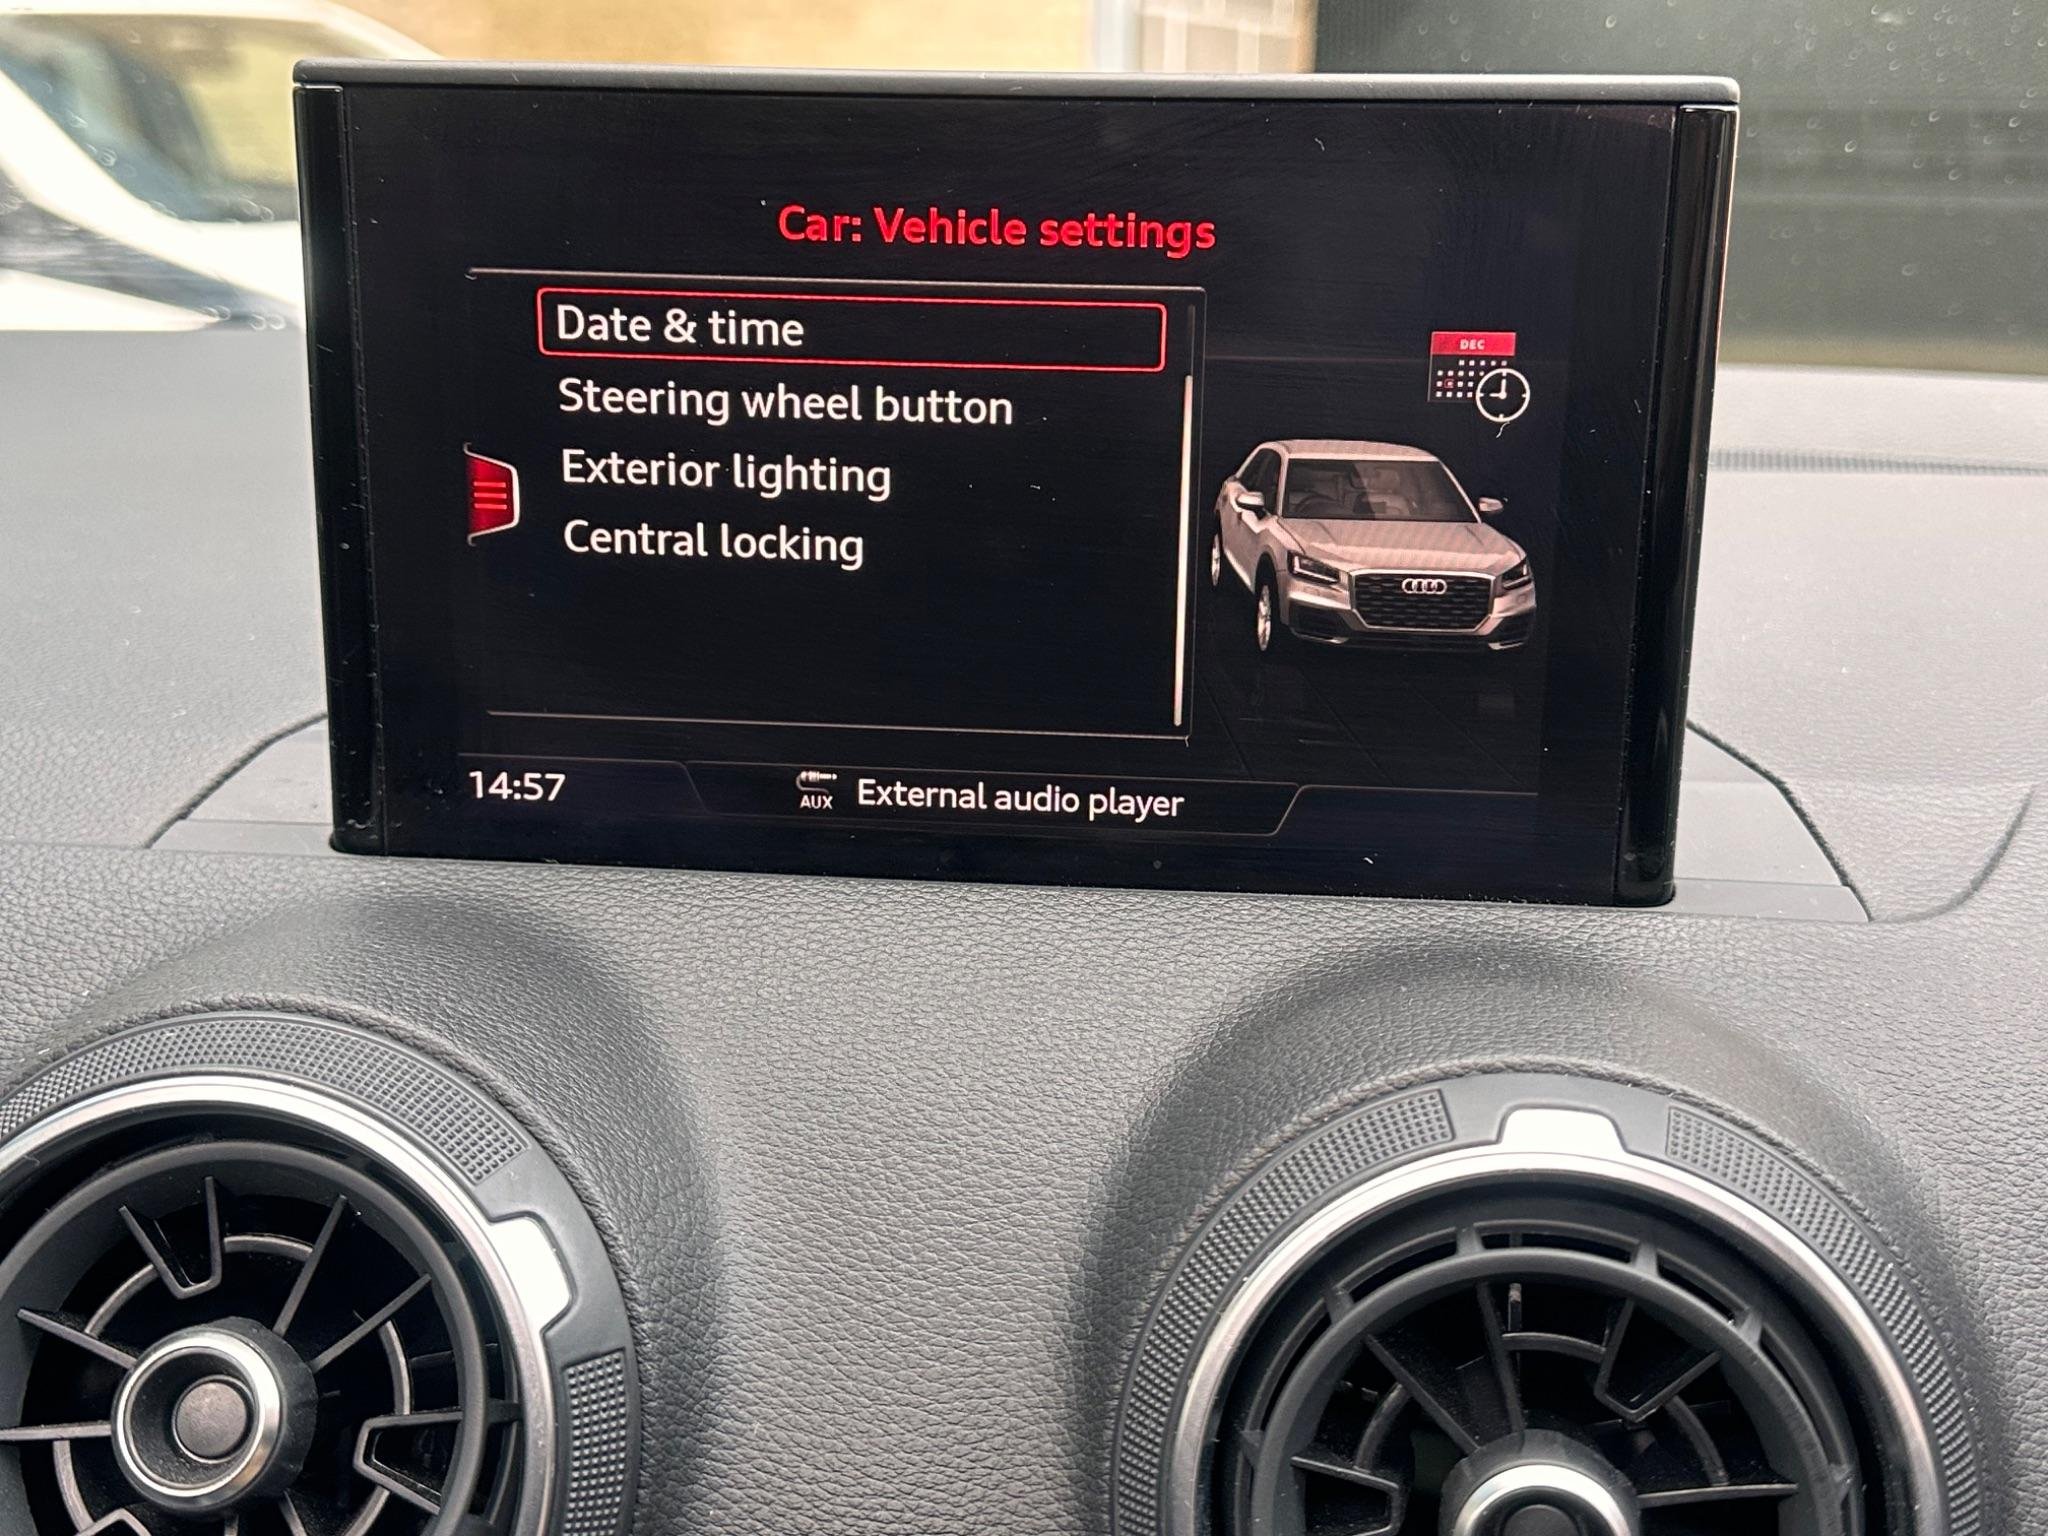 Car: Vehicle settings
Date & time
Steering wheel button
Exterior lighting
Central locking
DEC
14:57
AUX
External audio player